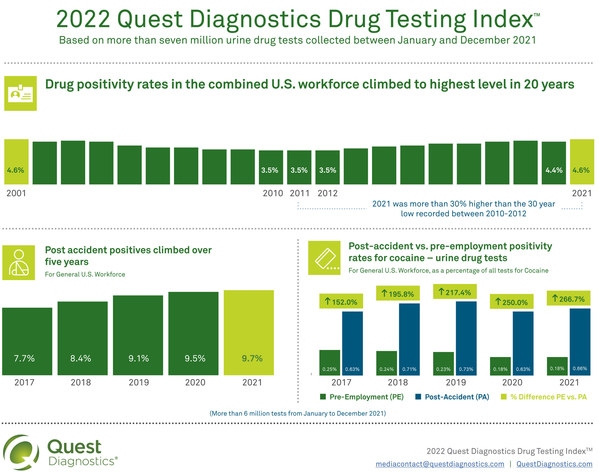 2022 Quest Diagnostics Drug Testing Index™
Based on more than seven million urine drug tests collected between January and December 2021
Drug positivity rates in the combined U.S. workforce climbed to highest level in 20 years
4.6% 3.5% 3.5% 3.5% 4.4% 4.6%
2001 2010 2011 2012 2021
2021 was more than 30% higher than the 30 year
low recorded between 2010-2012
Post accident positives climbed over
five years
For General U.S. Workforce
7.7% 8.4% 9.1% 9.5% 9.7%
2017 2018 2019 2020 2021
Post-accident vs. pre-employment positivity
rates for cocaine – urine drug tests
For General U.S. Workforce, as a percentage of all tests for Cocaine
↑152.0% ↑195.8% ↑217.4% ↑250.0% ↑266.7%
0.25% 0.63% 0.24% 0.71% 0.23% 0.73% 0.18% 0.63% 0.18% 0.66%
2017 2018 2019 2020 2021
Pre-Employment (PE) Post-Accident (PA) % Difference PE vs. PA
(More than 6 million tests from January to December 2021)
Quest
Diagnostics®
2022 Quest Diagnostics Drug Testing Index™
mediacontact@questdiagnostics.com | QuestDiagnostics.com